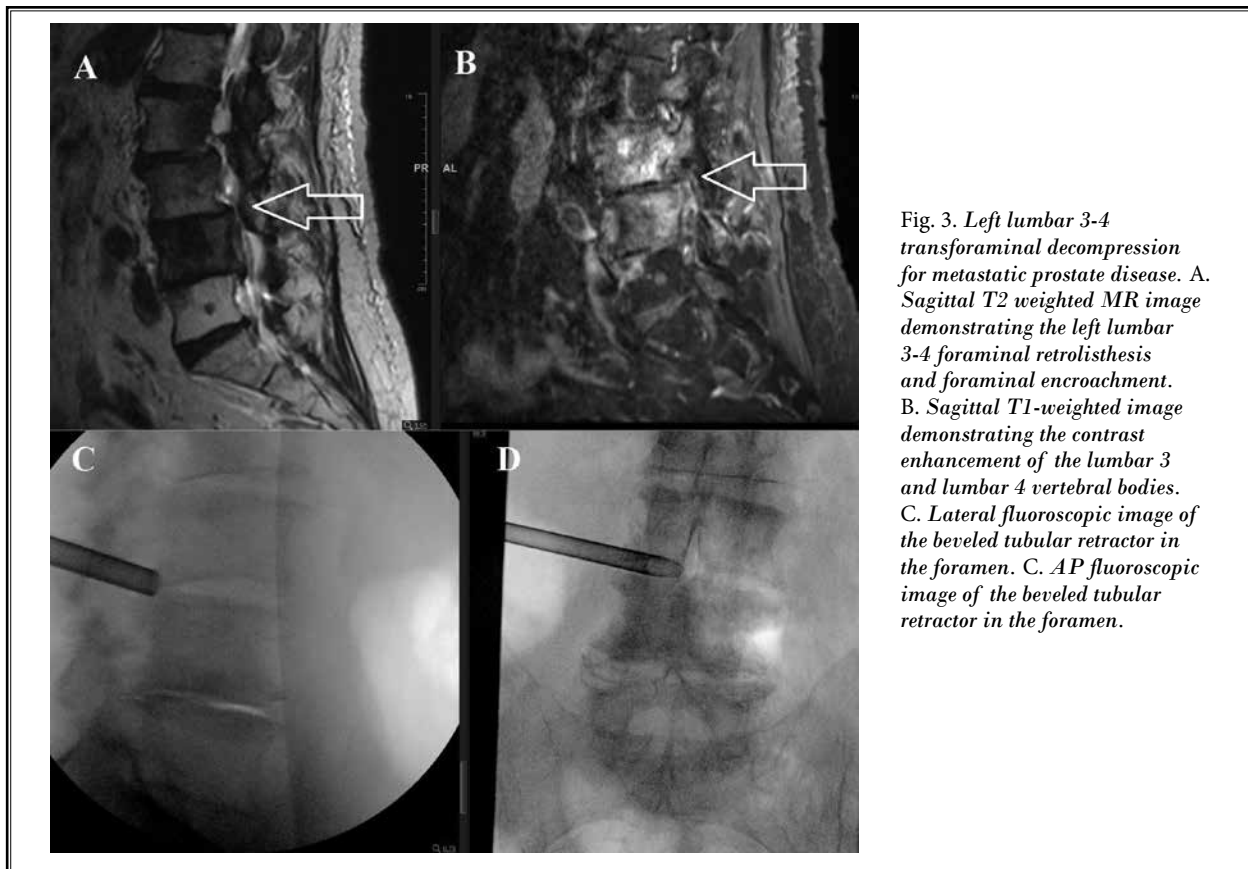 A
B
PR
AL
C
D
Fig. 3. Left lumbar 3-4
transforaminal decompression
for metastatic prostate disease. A.
Sagittal T2 weighted MR image
demonstrating the left lumbar
3-4 foraminal retrolisthesis
and foraminal encroachment.
B. Sagittal T1-weighted image
demonstrating the contrast
enhancement of the lumbar 3
and lumbar 4 vertebral bodies.
C. Lateral fluoroscopic image of
the beveled tubular retractor in
the foramen. C. AP fluoroscopic
image of the beveled tubular
retractor in the foramen.